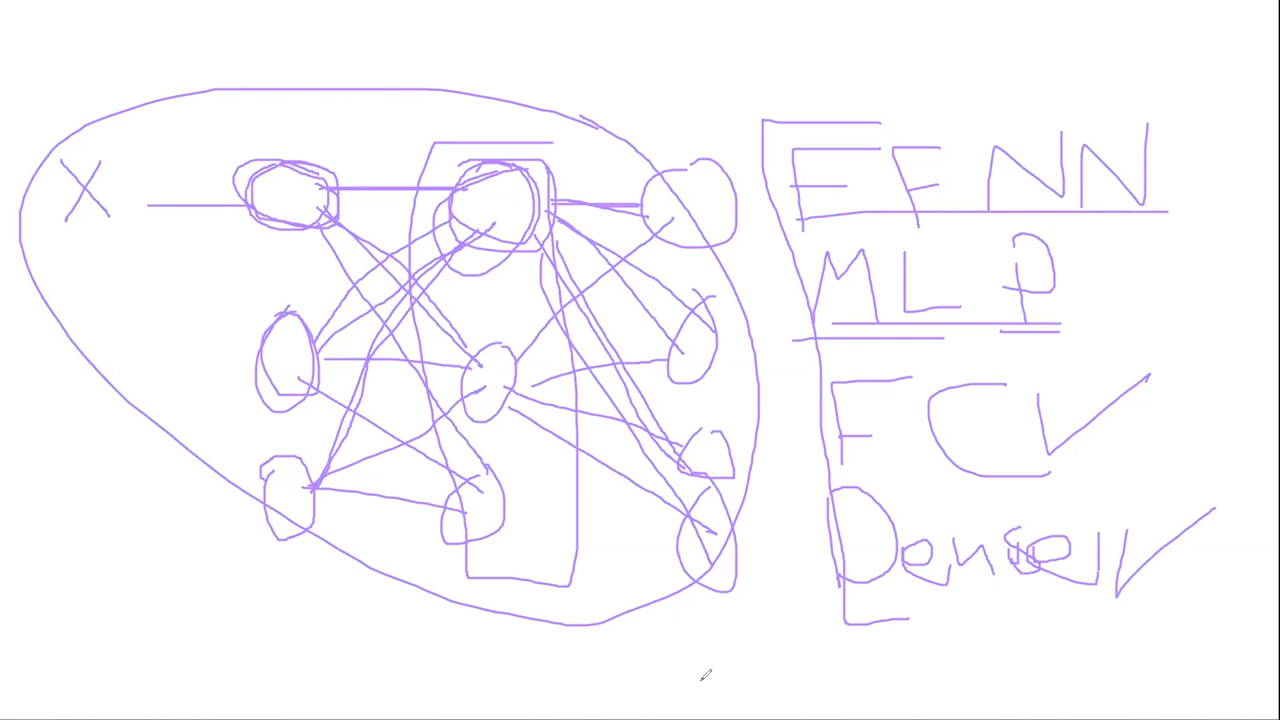 X
FFNN
MLP
FC ✓
Dense ✓